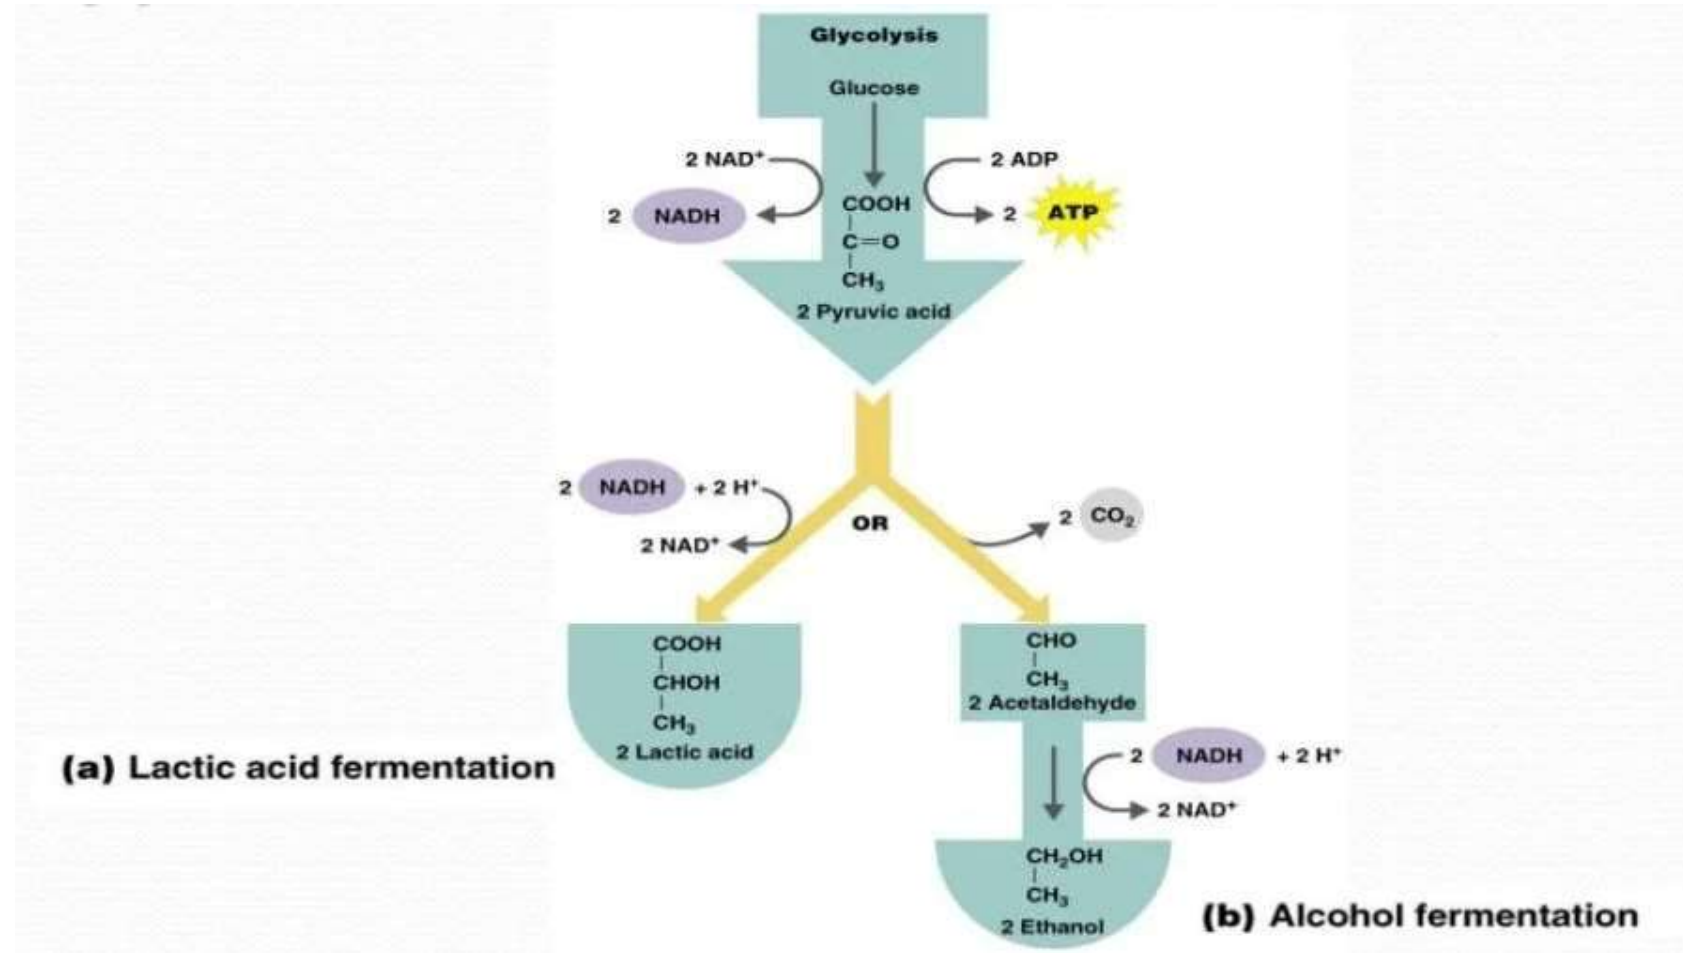 Glycolysis
Glucose
2 NAD⁺
2 ADP
2 NADH
2 ATP
COOH
C=O
CH₃
2 Pyruvic acid
2 NADH + 2 H⁺
2 NAD⁺
OR
2 CO₂
COOH
CHOH
CH₃
2 Lactic acid
(a) Lactic acid fermentation
CHO
CH₃
2 Acetaldehyde
2 NADH + 2 H⁺
2 NAD⁺
CH₂OH
CH₃
2 Ethanol
(b) Alcohol fermentation